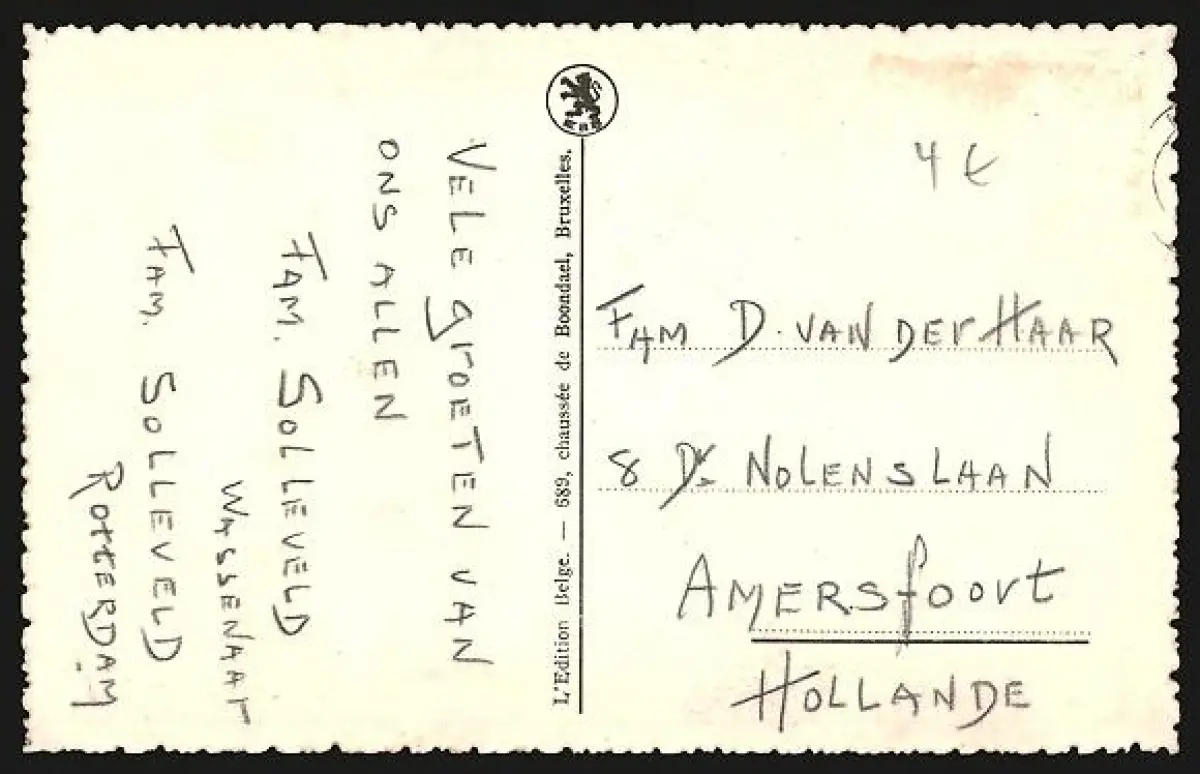 VELE groETEN VAN
ONS ALLEN
FAM. SOLLEVELD
WASSENAAr
FAM. SOLLEVELD
RottERDAM
L'Edition Belge. — 689, chaussée de Boondael, Bruxelles.
4 €
FAM D. VAN DEr HAAR
8 Dr. NOLENSLAAN
AMERSfoort
HOLLANDE